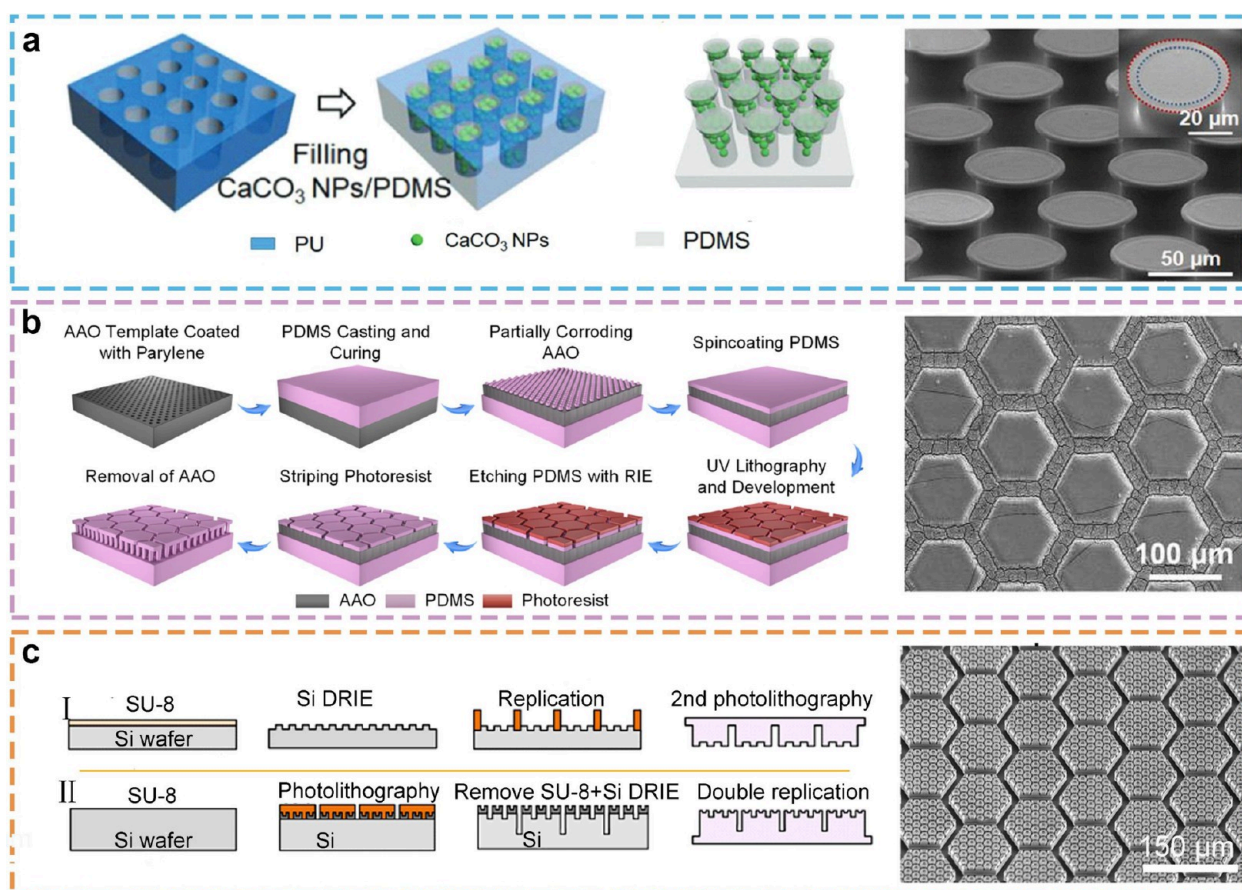 a
Filling
CaCO₃ NPs/PDMS
PU
CaCO₃ NPs
PDMS
20 µm
50 µm
b
AAO Template Coated
with Parylene
PDMS Casting and
Curing
Partially Corroding
AAO
Spincoating PDMS
Removal of AAO
Striping Photoresist
Etching PDMS with RIE
UV Lithography
and Development
AAO
PDMS
Photoresist
100 µm
c
I
SU-8
Si wafer
Si DRIE
Replication
2nd photolithography
II
SU-8
Si wafer
Photolithography
Si
Remove SU-8+Si DRIE
Si
Double replication
150 µm